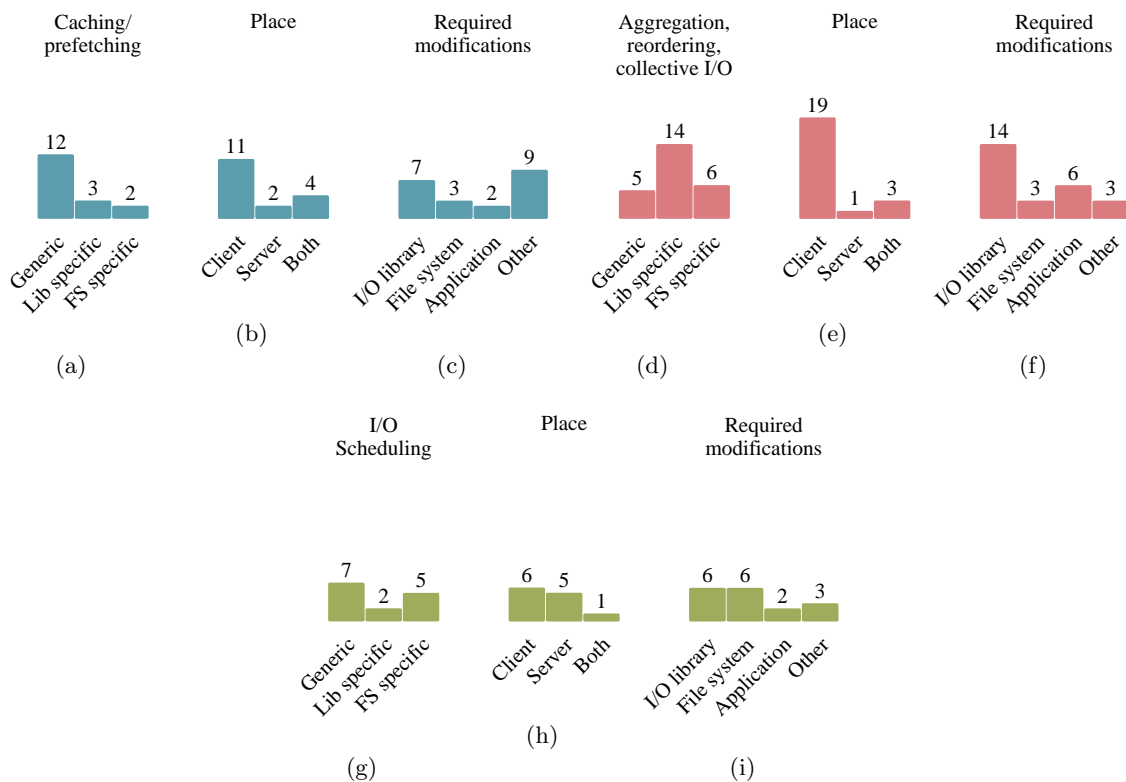 Caching/
prefetching
12
3
2
Generic
Lib specific
FS specific
(a)
Place
11
2
4
Client
Server
Both
(b)
Required
modifications
7
3
2
9
I/O library
File system
Application
Other
(c)
Aggregation,
reordering,
collective I/O
5
14
6
Generic
Lib specific
FS specific
(d)
Place
19
1
3
Client
Server
Both
(e)
Required
modifications
14
3
6
3
I/O library
File system
Application
Other
(f)
I/O
Scheduling
7
2
5
Generic
Lib specific
FS specific
(g)
Place
6
5
1
Client
Server
Both
(h)
Required
modifications
6
6
2
3
I/O library
File system
Application
Other
(i)